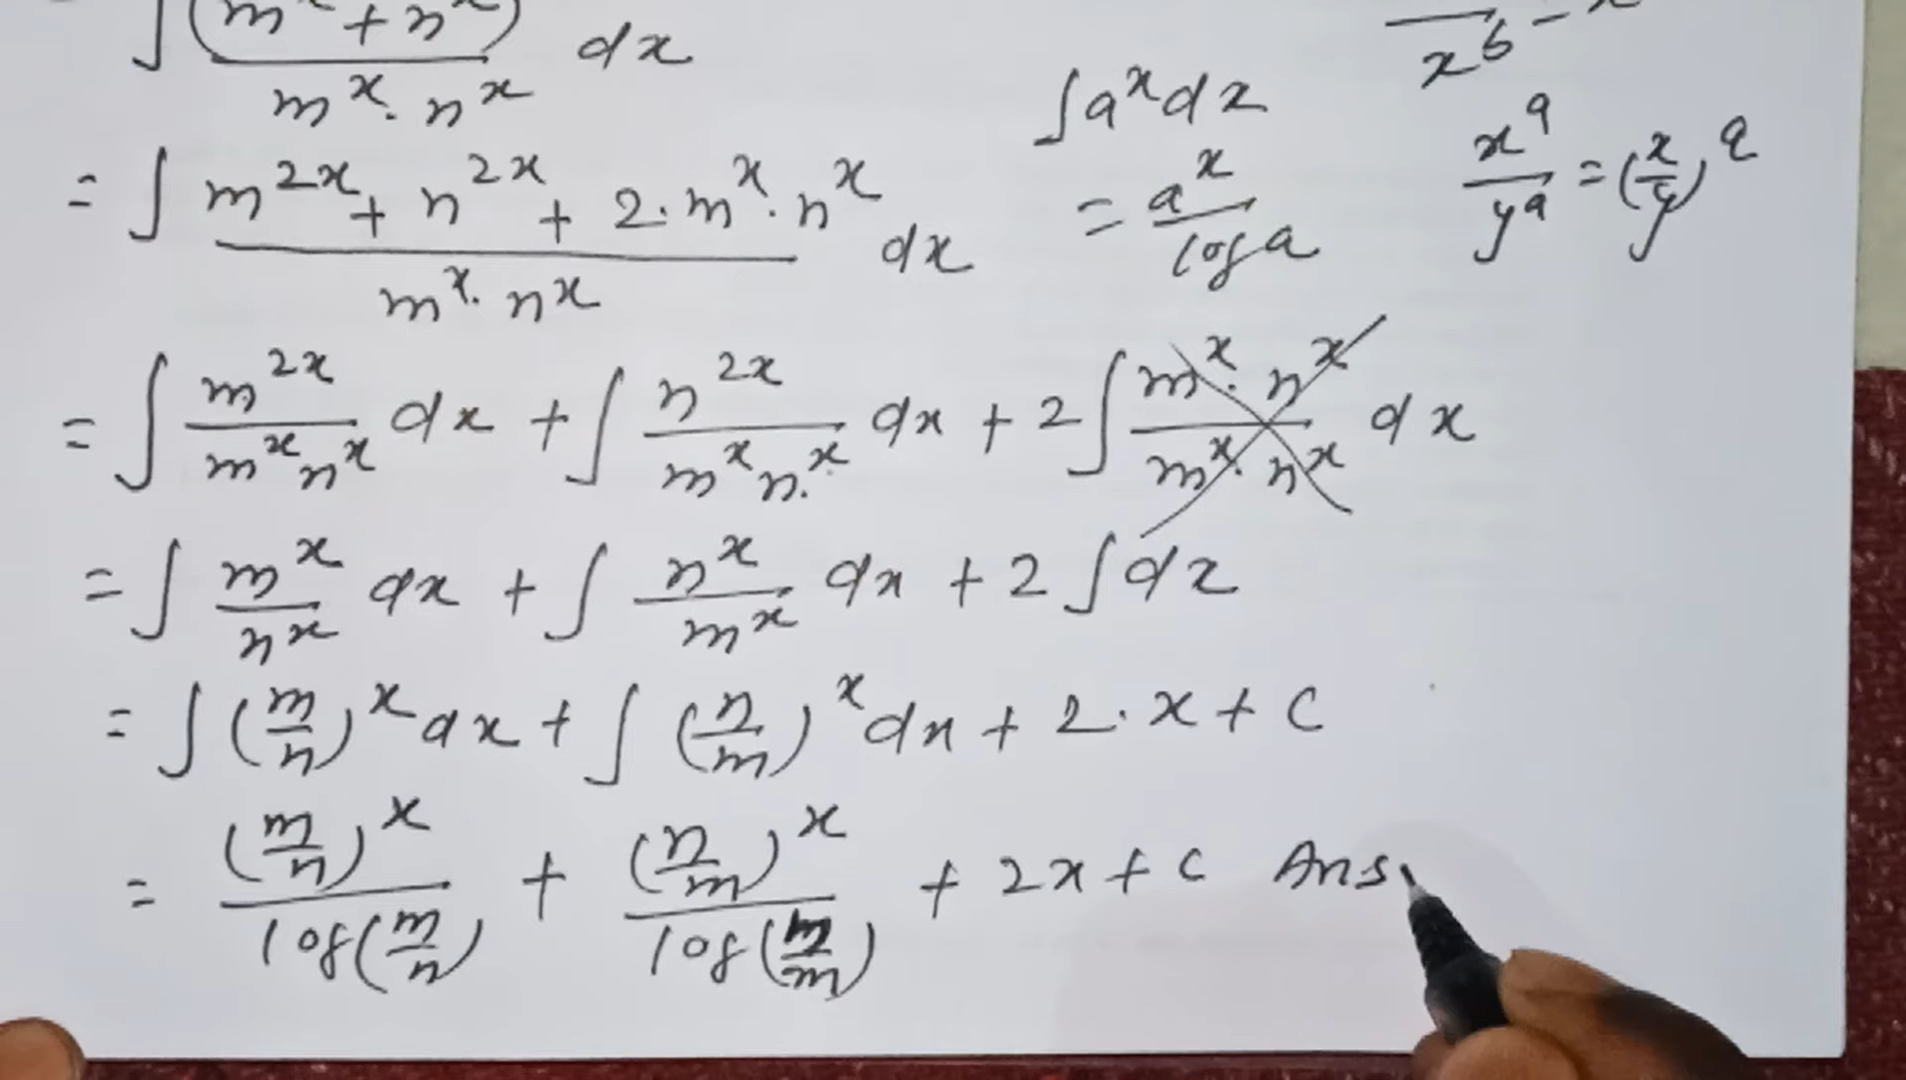 ∫ (m^x + n^x) / (m^x · n^x) dx
= ∫ (m^2x + n^2x + 2·m^x · n^x) / (m^x · n^x) dx
= ∫ m^2x / (m^x n^x) dx + ∫ n^2x / (m^x n^x) dx + 2 ∫ (m^x · n^x) / (m^x · n^x) dx
= ∫ m^x / n^x dx + ∫ n^x / m^x dx + 2 ∫ dx
= ∫ (m/n)^x dx + ∫ (n/m)^x dx + 2·x + c
= (m/n)^x / log(m/n) + (n/m)^x / log(n/m) + 2x + c Ans
∫ a^x dx
= a^x / log a
x^b
x^a / y^a = (x/y)^a